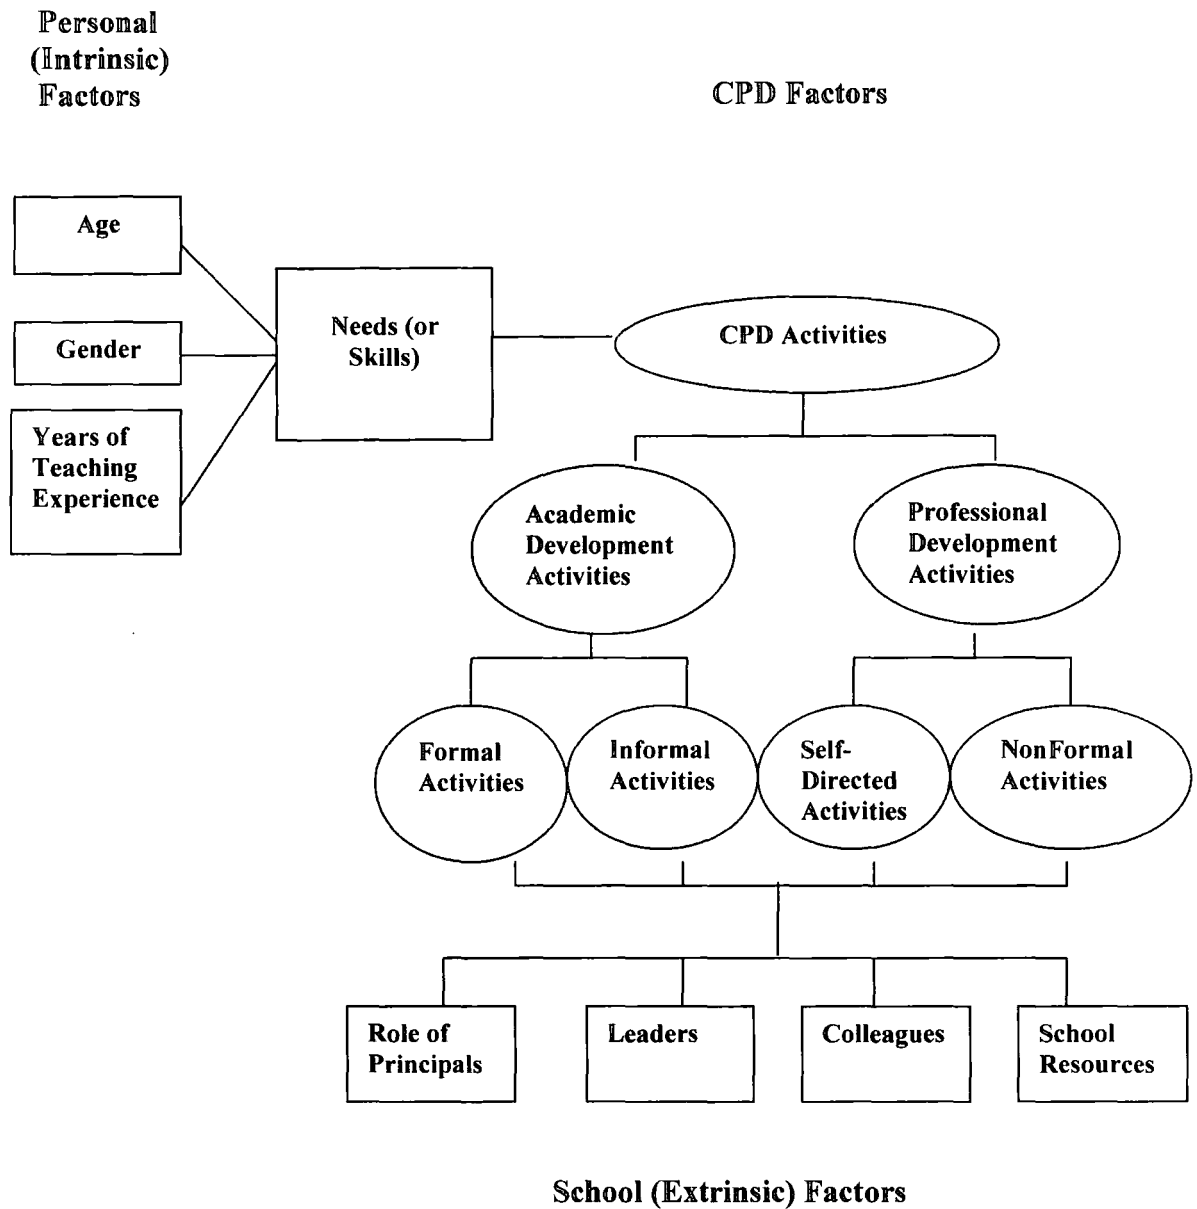 Personal
(Intrinsic)
Factors
CPD Factors
Age
Gender
Years of
Teaching
Experience
Needs (or
Skills)
CPD Activities
Academic
Development
Activities
Professional
Development
Activities
Formal
Activities
Informal
Activities
Self-
Directed
Activities
NonFormal
Activities
Role of
Principals
Leaders
Colleagues
School
Resources
School (Extrinsic) Factors